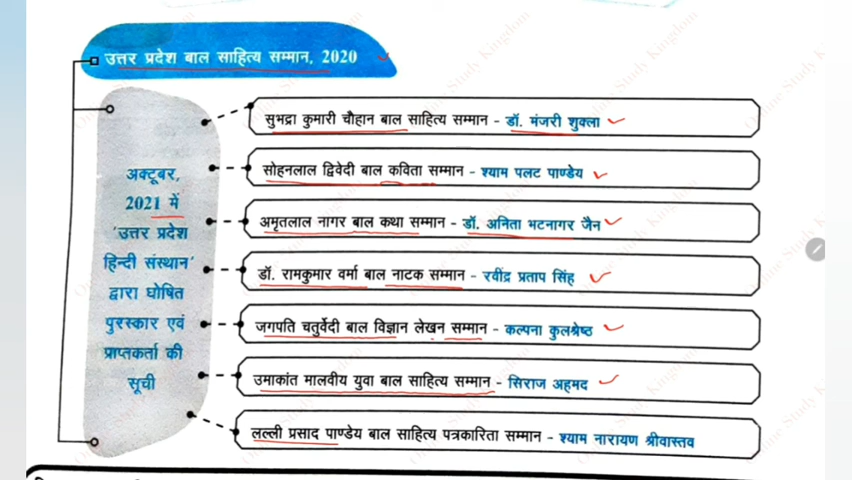 उत्तर प्रदेश बाल साहित्य सम्मान, 2020
अक्टूबर,
2021 में
'उत्तर प्रदेश
हिन्दी संस्थान'
द्वारा घोषित
पुरस्कार एवं
प्राप्तकर्ता की
सूची
सुभद्रा कुमारी चौहान बाल साहित्य सम्मान - डॉ. मंजरी शुक्ला
सोहनलाल द्विवेदी बाल कविता सम्मान - श्याम पलट पाण्डेय
अमृतलाल नागर बाल कथा सम्मान - डॉ. अनिता भटनागर जैन
डॉ. रामकुमार वर्मा बाल नाटक सम्मान - रवींद्र प्रताप सिंह
जगपति चतुर्वेदी बाल विज्ञान लेखन सम्मान - कल्पना कुलश्रेष्ठ
उमाकांत मालवीय युवा बाल साहित्य सम्मान - सिराज अहमद
लल्ली प्रसाद पाण्डेय बाल साहित्य पत्रकारिता सम्मान - श्याम नारायण श्रीवास्तव